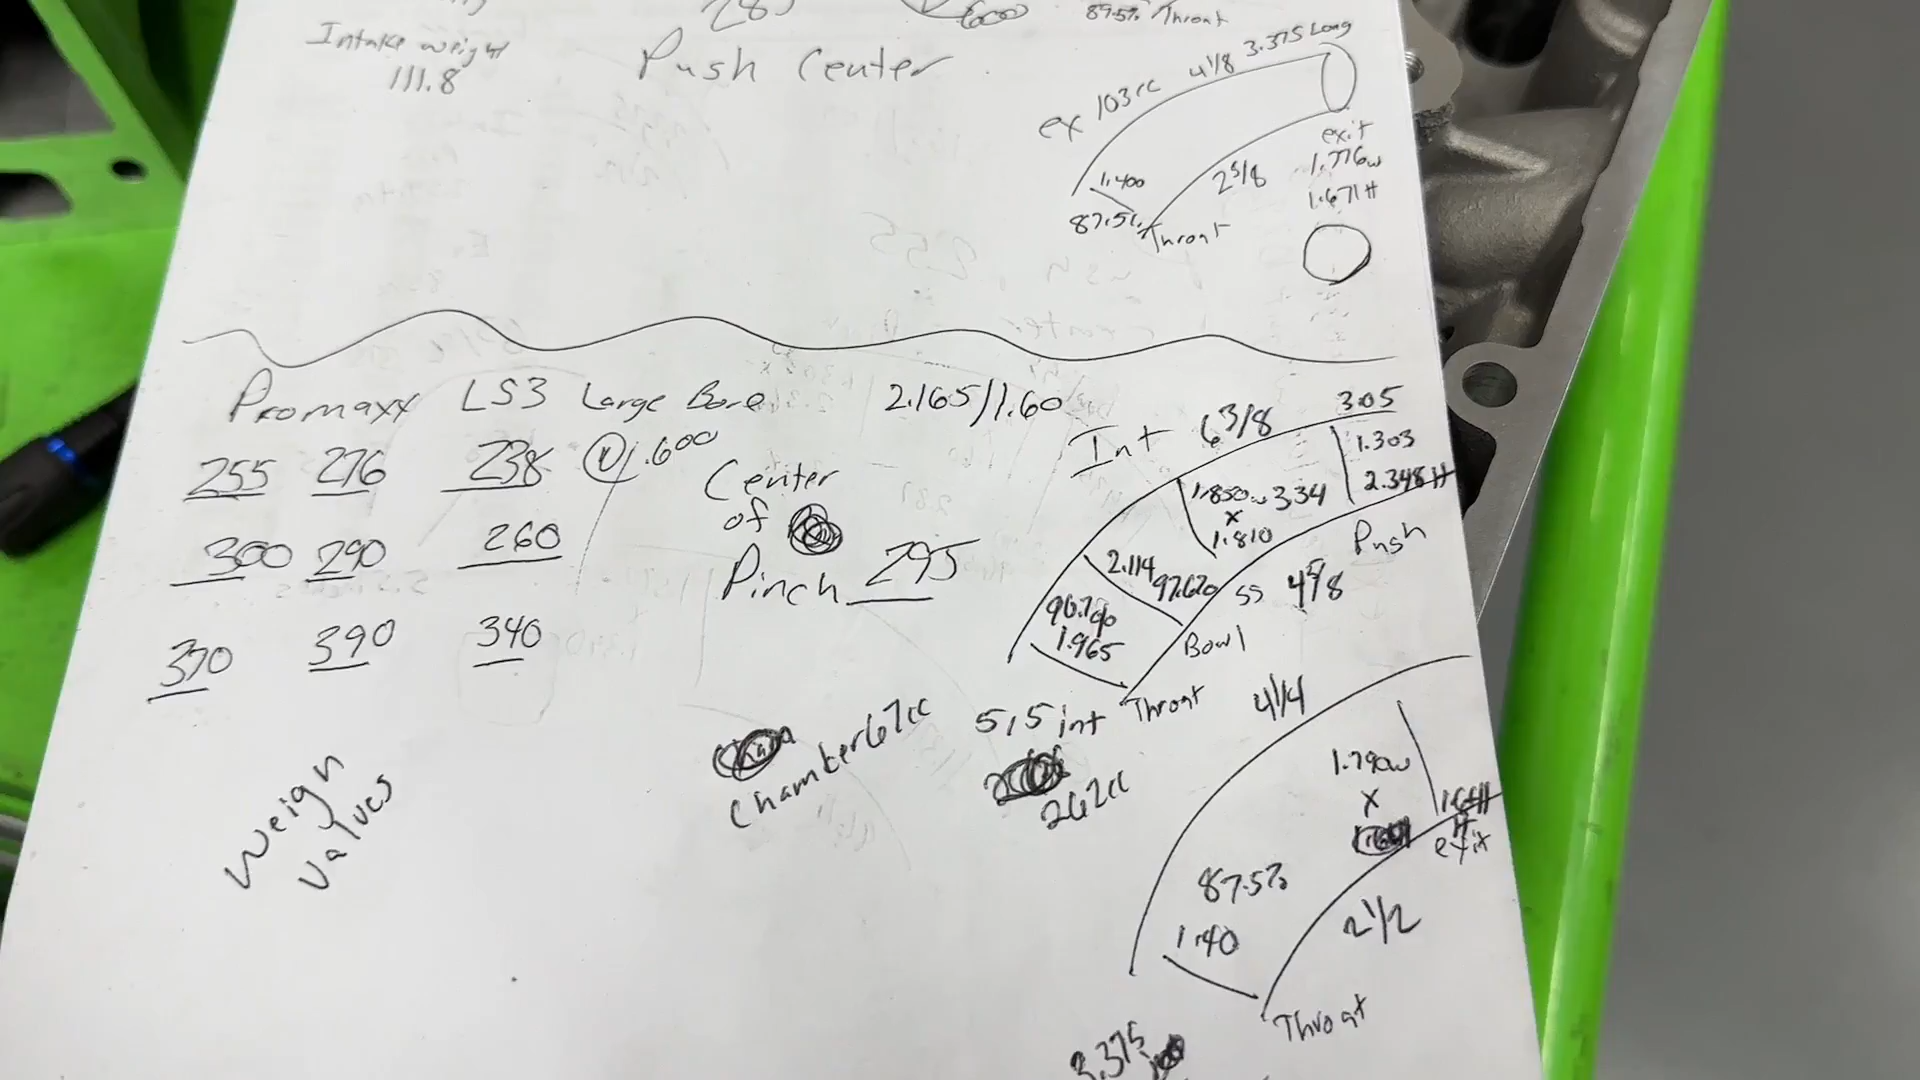 Intake weight
111.8
Push Center
87.5% Throat
ex 103cc 4 1/8 3.375 Long
exit
1.776w
1.671H
2 5/8
1.400
87.5%
Throat
Promaxx LS3 Large Bore 2.165/1.60
255 276 238 @ 1.600
300 290 260
370 390 340
Center
of
Pinch 295
Int 6 3/8 3.05
1.303
2.348H
1.850w 3.34
x
1.810
Push
2.114
97.6%
SS 4 5/8
90.7%
1.965
Bowl
Throat
Chamber 67cc
5.5 int
262cc
Weigh
Valves
4 1/4
1.790w
x
exit
87.5%
1.40
2 1/2
Throat
3.375